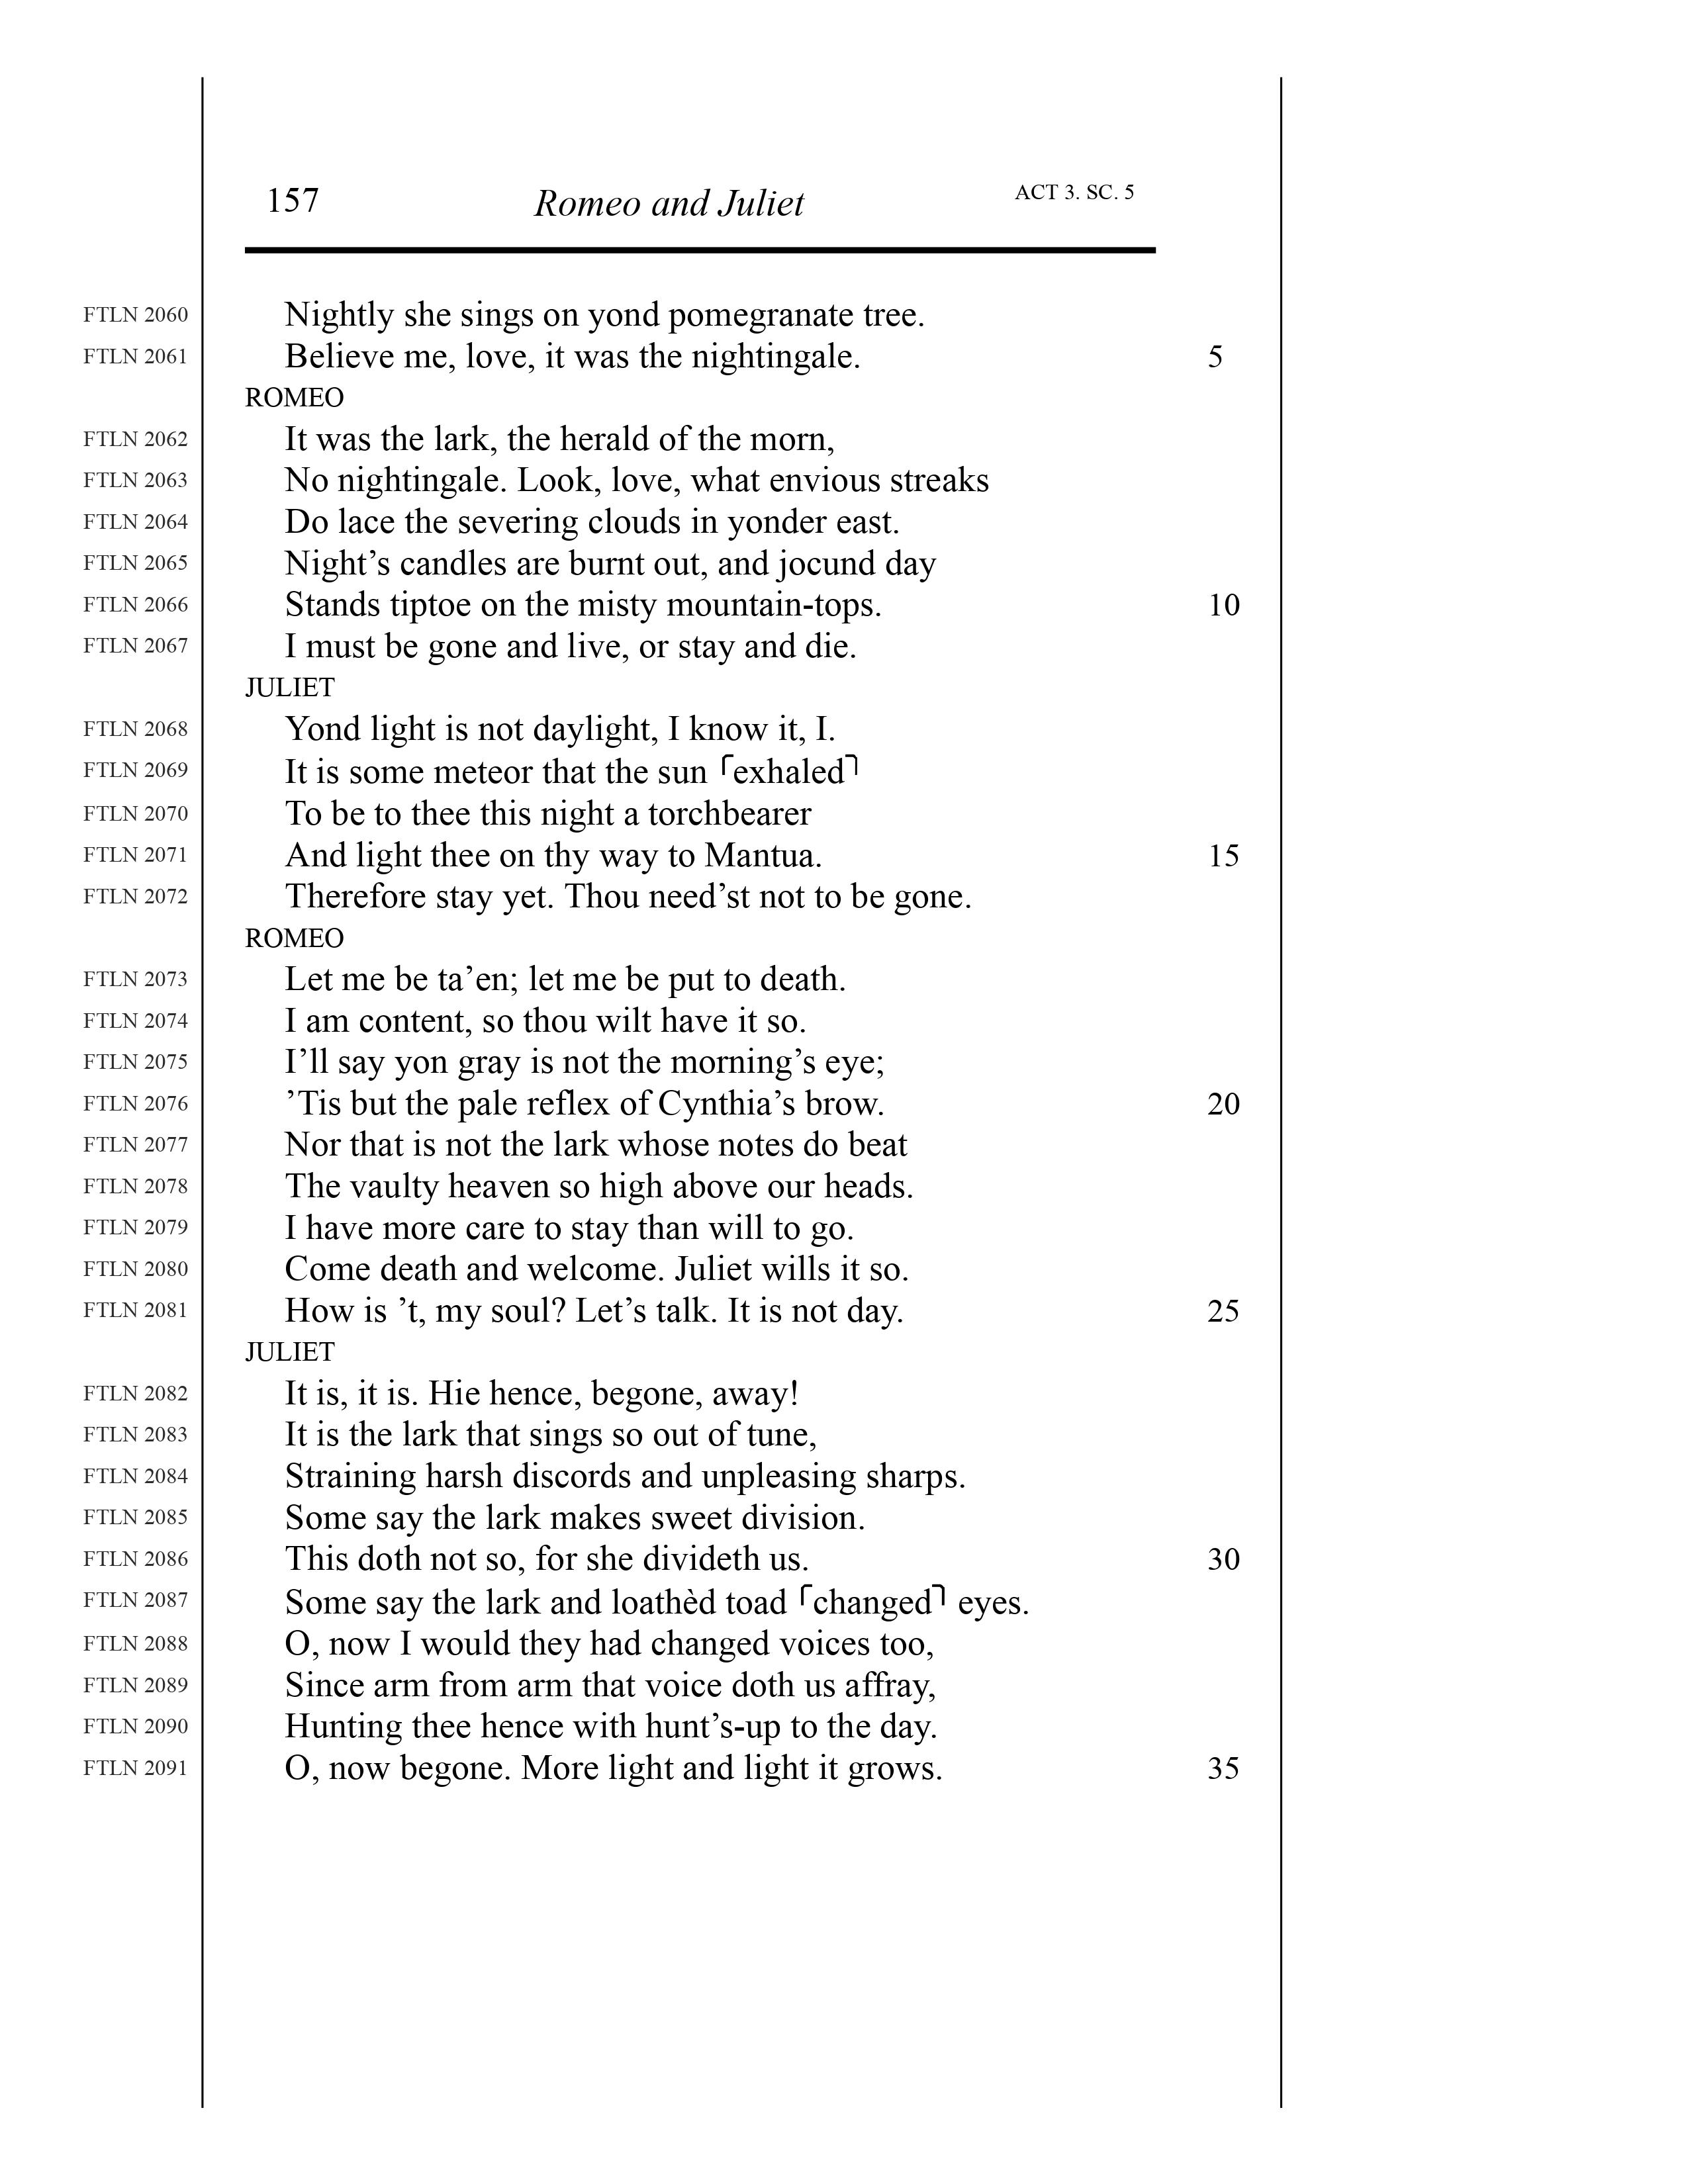 157 Romeo and Juliet ACT 3. SC. 5
FTLN 2060 Nightly she sings on yond pomegranate tree.
FTLN 2061 Believe me, love, it was the nightingale. 5
ROMEO
FTLN 2062 It was the lark, the herald of the morn,
FTLN 2063 No nightingale. Look, love, what envious streaks
FTLN 2064 Do lace the severing clouds in yonder east.
FTLN 2065 Night’s candles are burnt out, and jocund day
FTLN 2066 Stands tiptoe on the misty mountain-tops. 10
FTLN 2067 I must be gone and live, or stay and die.
JULIET
FTLN 2068 Yond light is not daylight, I know it, I.
FTLN 2069 It is some meteor that the sun ⌜exhaled⌝
FTLN 2070 To be to thee this night a torchbearer
FTLN 2071 And light thee on thy way to Mantua. 15
FTLN 2072 Therefore stay yet. Thou need’st not to be gone.
ROMEO
FTLN 2073 Let me be ta’en; let me be put to death.
FTLN 2074 I am content, so thou wilt have it so.
FTLN 2075 I’ll say yon gray is not the morning’s eye;
FTLN 2076 ’Tis but the pale reflex of Cynthia’s brow. 20
FTLN 2077 Nor that is not the lark whose notes do beat
FTLN 2078 The vaulty heaven so high above our heads.
FTLN 2079 I have more care to stay than will to go.
FTLN 2080 Come death and welcome. Juliet wills it so.
FTLN 2081 How is ’t, my soul? Let’s talk. It is not day. 25
JULIET
FTLN 2082 It is, it is. Hie hence, begone, away!
FTLN 2083 It is the lark that sings so out of tune,
FTLN 2084 Straining harsh discords and unpleasing sharps.
FTLN 2085 Some say the lark makes sweet division.
FTLN 2086 This doth not so, for she divideth us. 30
FTLN 2087 Some say the lark and loathèd toad ⌜changed⌝ eyes.
FTLN 2088 O, now I would they had changed voices too,
FTLN 2089 Since arm from arm that voice doth us affray,
FTLN 2090 Hunting thee hence with hunt’s-up to the day.
FTLN 2091 O, now begone. More light and light it grows. 35